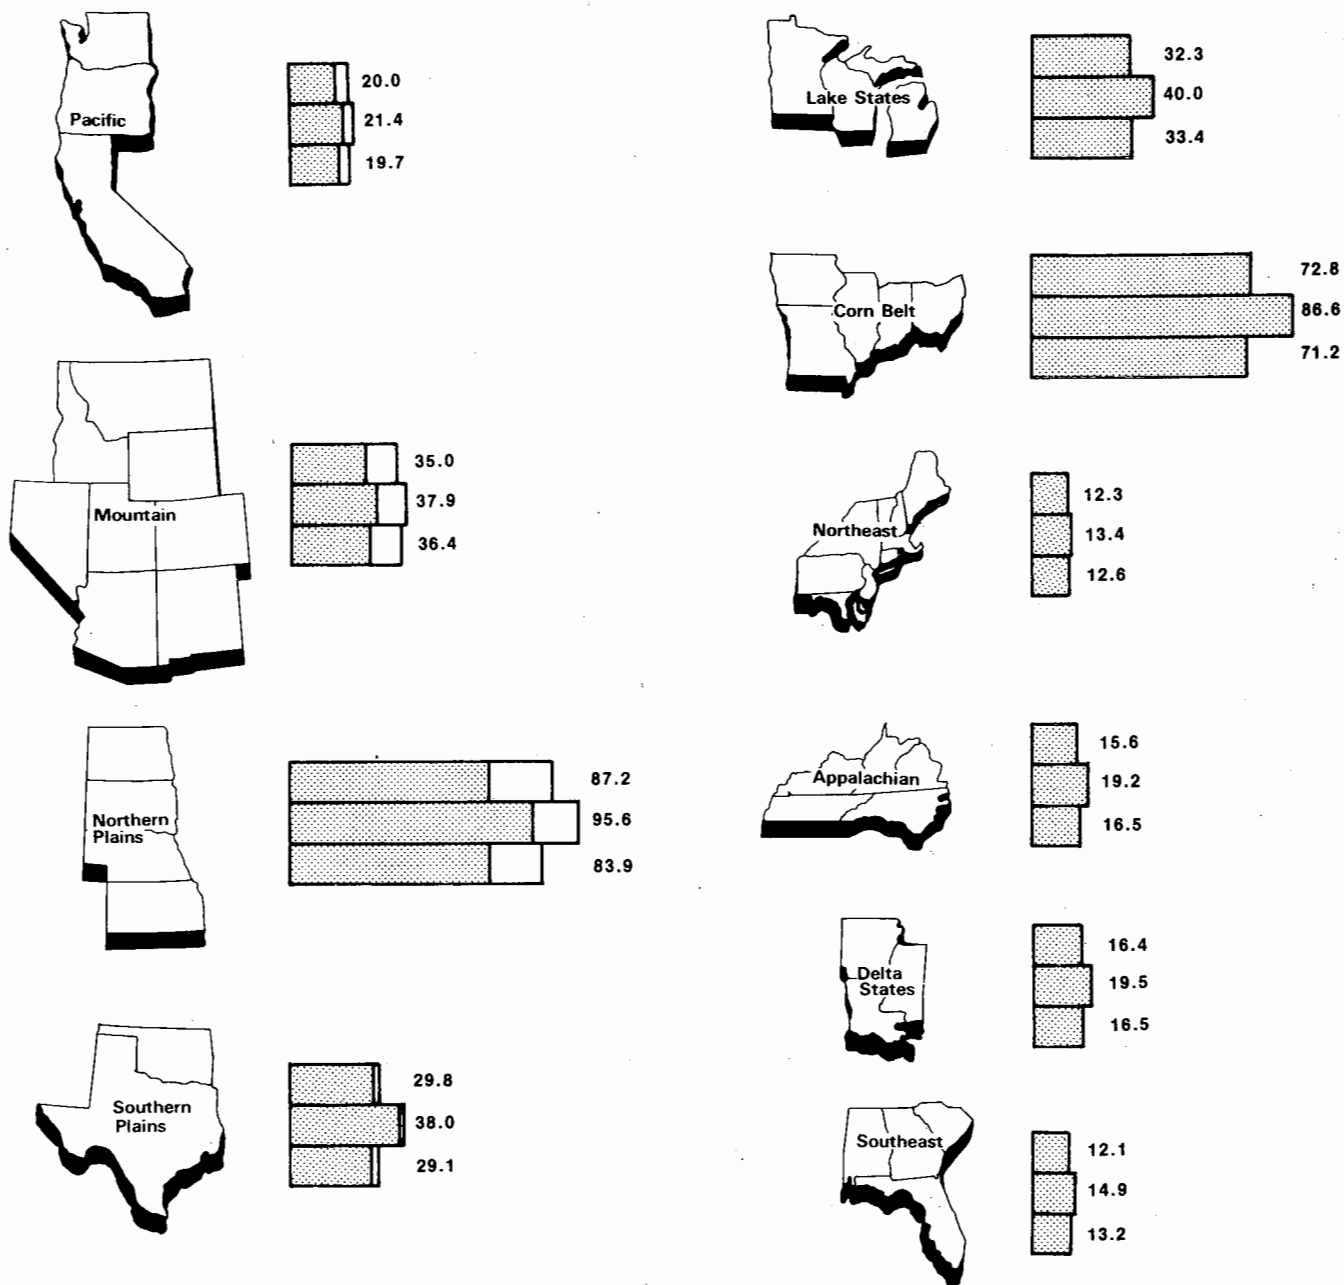 Pacific
20.0
21.4
19.7
Mountain
35.0
37.9
36.4
Northern
Plains
87.2
95.6
83.9
Southern
Plains
29.8
38.0
29.1
Lake States
32.3
40.0
33.4
Corn Belt
72.8
86.6
71.2
Northeast
12.3
13.4
12.6
Appalachian
15.6
19.2
16.5
Delta
States
16.4
19.5
16.5
Southeast
12.1
14.9
13.2